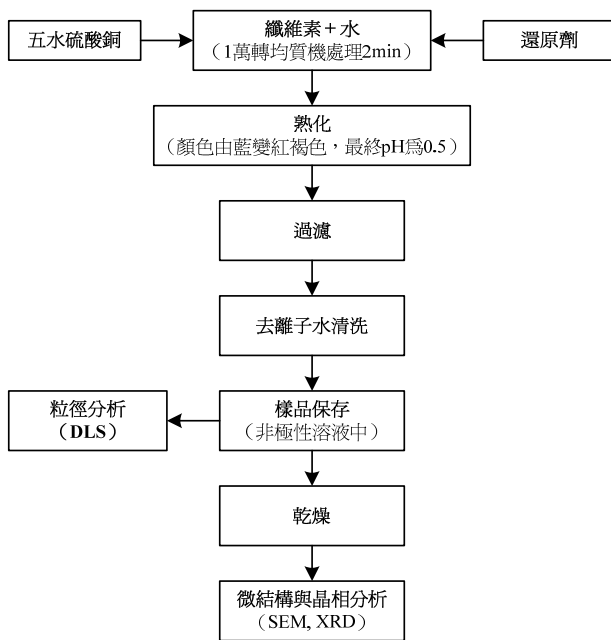 五水硫酸銅
纖維素＋水
（1萬轉均質機處理2min）
還原劑
熟化
（顏色由藍變紅褐色，最終pH爲0.5）
過濾
去離子水清洗
粒徑分析
（DLS）
樣品保存
（非極性溶液中）
乾燥
微結構與晶相分析
(SEM, XRD)